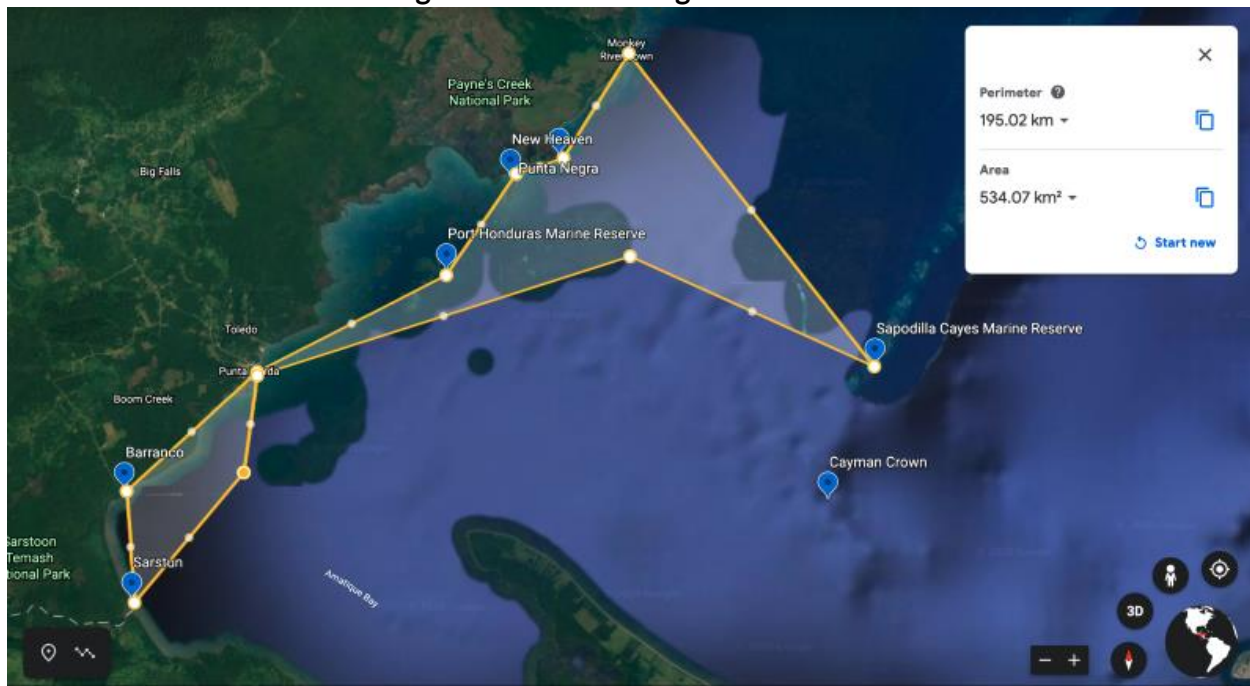 Monkey
River Town
Payne's Creek
National Park
New Heaven
Punta Negra
Big Falls
Port Honduras Marine Reserve
Toledo
Punta
Sapodilla Cayes Marine Reserve
Boom Creek
Barranco
Cayman Crown
Sarstoon
Temash
Sarstun
Amatique Bay
Perimeter
195.02 km
Area
534.07 km²
Start new
3D